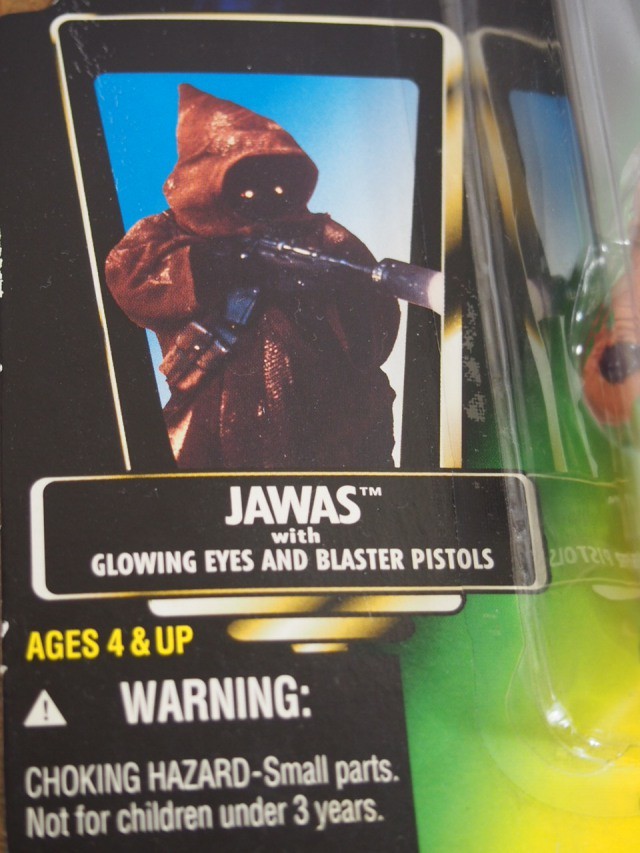 JAWAS™
with
GLOWING EYES AND BLASTER PISTOLS
AGES 4 & UP
WARNING:
CHOKING HAZARD-Small parts.
Not for children under 3 years.